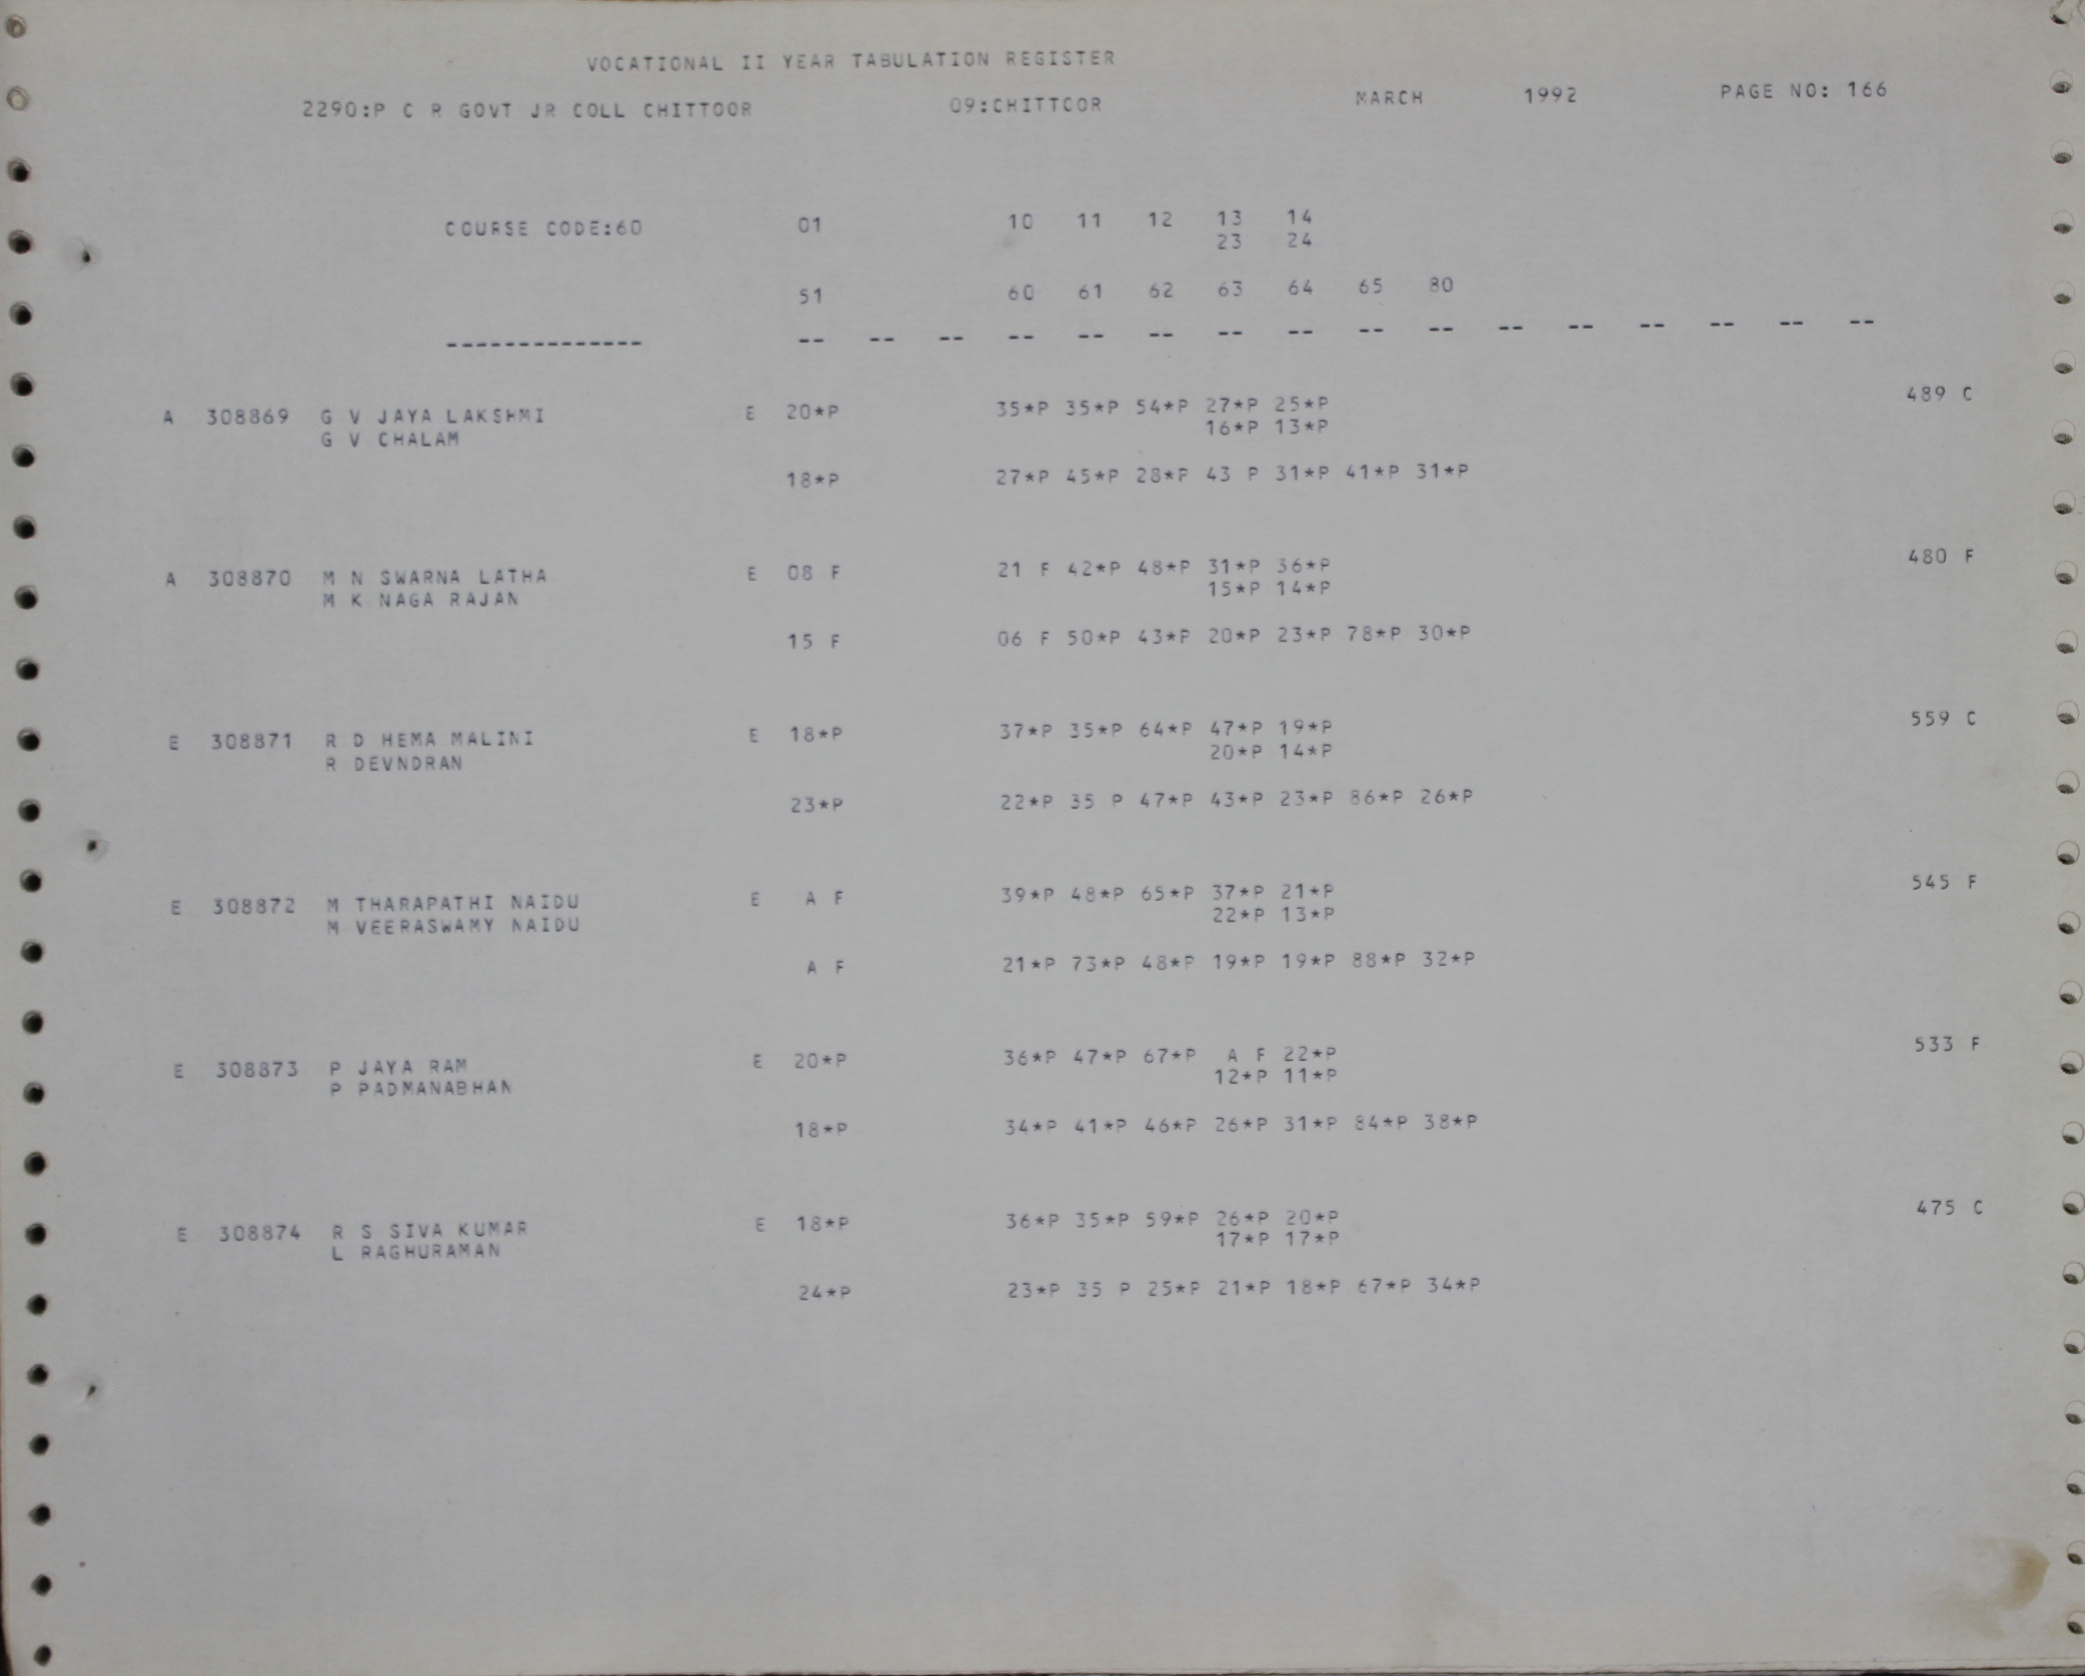 VOCATIONAL II YEAR TABULATION REGISTER
2290:P C R GOVT JR COLL CHITTOOR 09:CHITTOOR MARCH 1992 PAGE NO: 166
COURSE CODE:60 01 10 11 12 13 14
23 24
51 60 61 62 63 64 65 80
-------------- -- -- -- -- -- -- -- -- -- -- -- -- -- -- -- --
A 308869 G V JAYA LAKSHMI E 20*P 35*P 35*P 54*P 27*P 25*P 489 C
G V CHALAM 16*P 13*P
18*P 27*P 45*P 28*P 43 P 31*P 41*P 31*P
A 308870 M N SWARNA LATHA E 08 F 21 F 42*P 48*P 31*P 36*P 480 F
M K NAGA RAJAN 15*P 14*P
15 F 06 F 50*P 43*P 20*P 23*P 78*P 30*P
E 308871 R D HEMA MALINI E 18*P 37*P 35*P 64*P 47*P 19*P 559 C
R DEVNDRAN 20*P 14*P
23*P 22*P 35 P 47*P 43*P 23*P 86*P 26*P
E 308872 M THARAPATHI NAIDU E A F 39*P 48*P 65*P 37*P 21*P 545 F
M VEERASWAMY NAIDU 22*P 13*P
A F 21*P 73*P 48*P 19*P 19*P 88*P 32*P
E 308873 P JAYA RAM E 20*P 36*P 47*P 67*P A F 22*P 533 F
P PADMANABHAN 12*P 11*P
18*P 34*P 41*P 46*P 26*P 31*P 84*P 38*P
E 308874 R S SIVA KUMAR E 18*P 36*P 35*P 59*P 26*P 20*P 475 C
L RAGHURAMAN 17*P 17*P
24*P 23*P 35 P 25*P 21*P 18*P 67*P 34*P